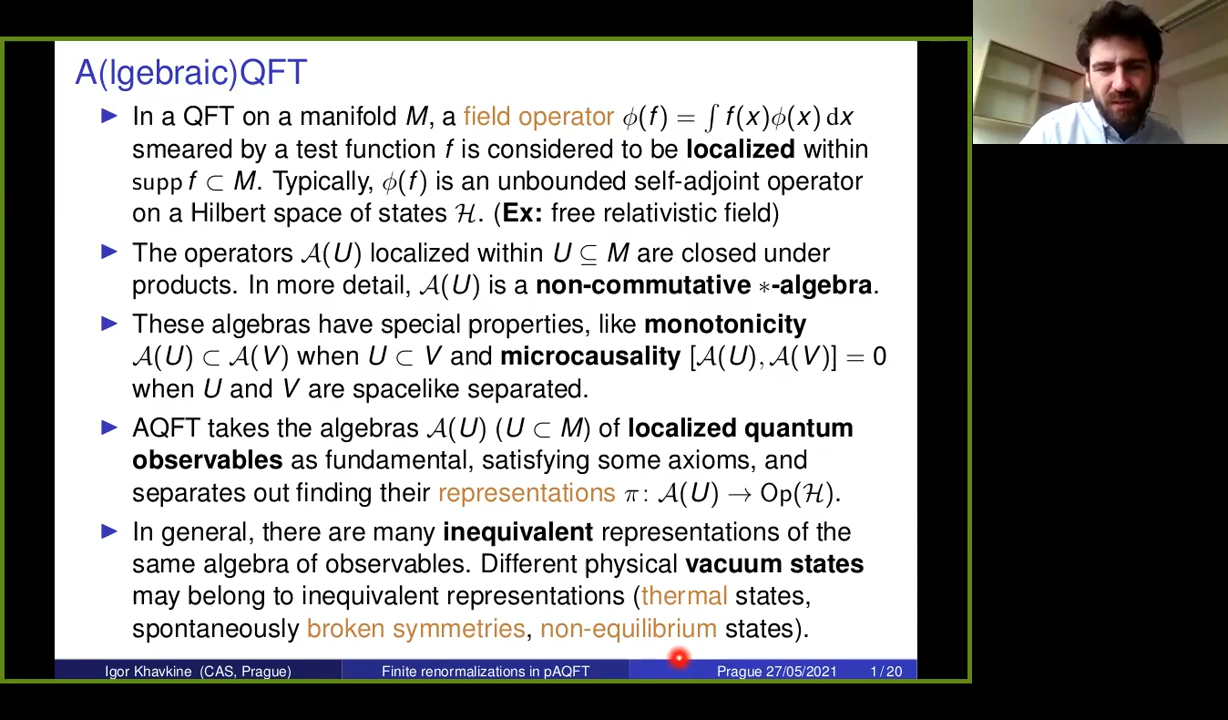 A(lgebraic)QFT
▶ In a QFT on a manifold M, a field operator ϕ(f) = ∫ f(x)ϕ(x) dx
smeared by a test function f is considered to be localized within
supp f ⊂ M. Typically, ϕ(f) is an unbounded self-adjoint operator
on a Hilbert space of states ℋ. (Ex: free relativistic field)
▶ The operators 𝒜(U) localized within U ⊆ M are closed under
products. In more detail, 𝒜(U) is a non-commutative ∗-algebra.
▶ These algebras have special properties, like monotonicity
𝒜(U) ⊂ 𝒜(V) when U ⊂ V and microcausality [𝒜(U), 𝒜(V)] = 0
when U and V are spacelike separated.
▶ AQFT takes the algebras 𝒜(U) (U ⊂ M) of localized quantum
observables as fundamental, satisfying some axioms, and
separates out finding their representations π: 𝒜(U) → Op(ℋ).
▶ In general, there are many inequivalent representations of the
same algebra of observables. Different physical vacuum states
may belong to inequivalent representations (thermal states,
spontaneously broken symmetries, non-equilibrium states).
Igor Khavkine (CAS, Prague) Finite renormalizations in pAQFT Prague 27/05/2021 1/20